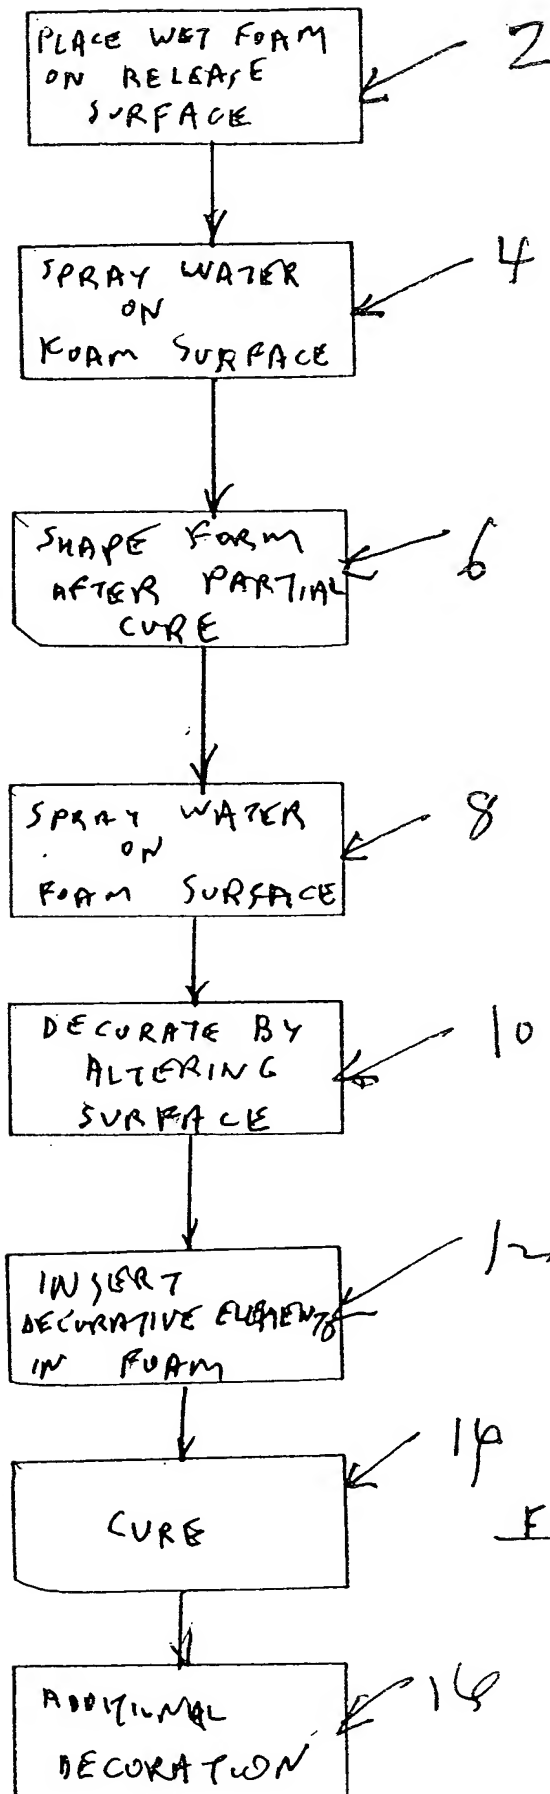 PLACE WET FOAM
ON RELEASE
SURFACE
2
SPRAY WATER
ON
FOAM SURFACE
4
SHAPE FORM
AFTER PARTIAL
CURE
6
SPRAY WATER
ON
FOAM SURFACE
8
DECORATE BY
ALTERING
SURFACE
10
INSERT
DECORATIVE ELEMENTS
IN FOAM
12
CURE
14
F
ADDITIONAL
DECORATION
16